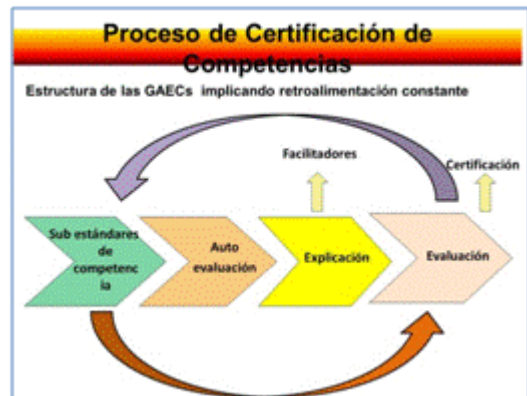 Proceso de Certificación de
Competencias
Estructura de las GAECs implicando retroalimentación constante
Facilitadores
Certificación
Sub estándares
de
competenc
ia
Auto
evaluación
Explicación
Evaluación